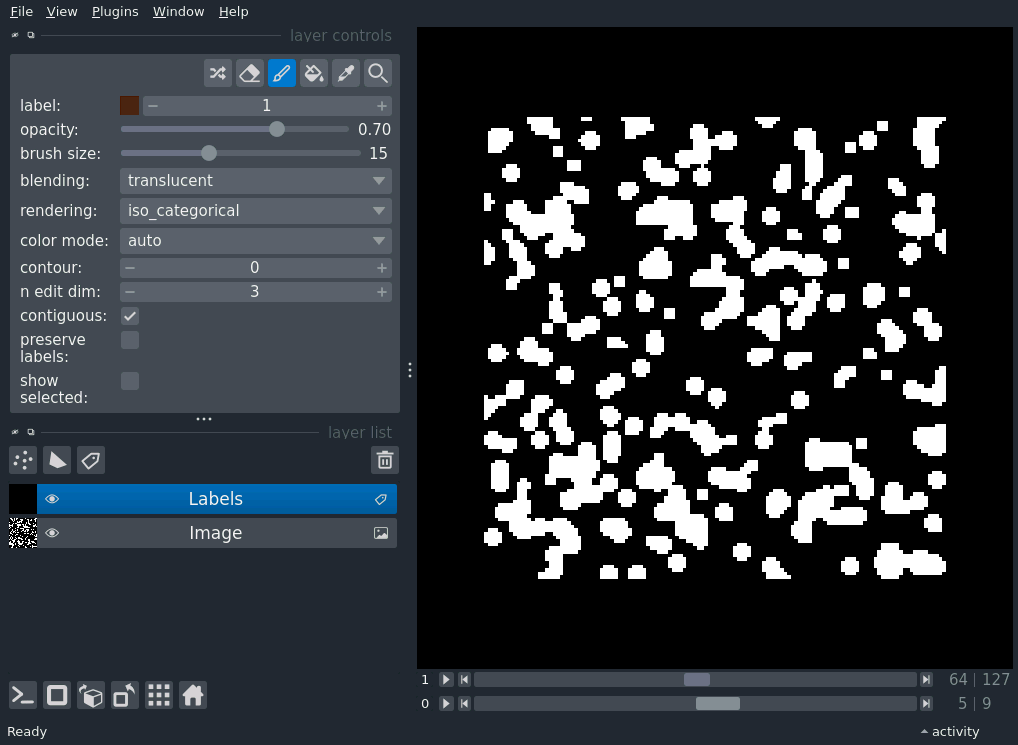 File View Plugins Window Help
layer controls
label: 1
opacity: 0.70
brush size: 15
blending: translucent
rendering: iso_categorical
color mode: auto
contour: 0
n edit dim: 3
contiguous:
preserve
labels:
show
selected:
layer list
Labels
Image
1 64 | 127
0 5 | 9
Ready activity